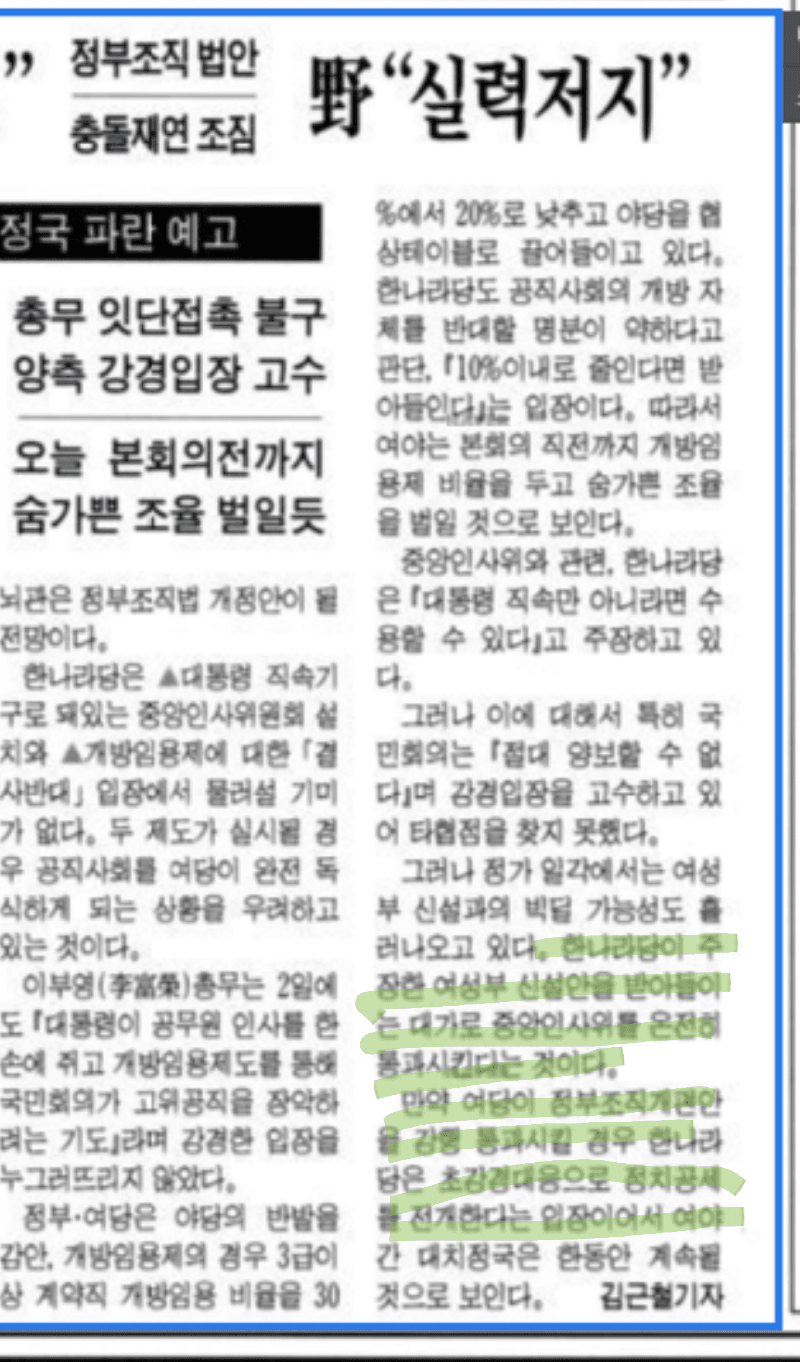 ”
정부조직 법안
충돌재연 조짐
野 “실력저지”
정국 파란 예고
총무 잇단접촉 불구
양측 강경입장 고수
오늘 본회의전까지
숨가쁜 조율 벌일듯
뇌관은 정부조직법 개정안이 될
전망이다.
한나라당은 ▲대통령 직속기
구로 돼있는 중앙인사위원회 설
치와 ▲개방임용제에 대한 「결
사반대」 입장에서 물러설 기미
가 없다. 두 제도가 실시될 경
우 공직사회를 여당이 완전 독
식하게 되는 상황을 우려하고
있는 것이다.
이부영(李富榮)총무는 2일에
도 『대통령이 공무원 인사를 한
손에 쥐고 개방임용제도를 통해
국민회의가 고위공직을 장악하
려는 기도』라며 강경한 입장을
누그러뜨리지 않았다.
정부·여당은 야당의 반발을
감안, 개방임용제의 경우 3급이
상 계약직 개방임용 비율을 30
%에서 20%로 낮추고 야당을 협
상테이블로 끌어들이고 있다.
한나라당도 공직사회의 개방 자
체를 반대할 명분이 약하다고
판단, 『10%이내로 줄인다면 받
아들인다』는 입장이다. 따라서
여야는 본회의 직전까지 개방임
용제 비율을 두고 숨가쁜 조율
을 벌일 것으로 보인다.
중앙인사위와 관련, 한나라당
은 『대통령 직속만 아니라면 수
용할 수 있다』고 주장하고 있
다.
그러나 이에 대해서 특히 국
민회의는 『절대 양보할 수 없
다』며 강경입장을 고수하고 있
어 타협점을 찾지 못했다.
그러나 정가 일각에서는 여성
부 신설과의 빅딜 가능성도 흘
러나오고 있다. 한나라당이 주
장한 여성부 신설안을 받아들이
는 대가로 중앙인사위를 온전히
통과시킨다는 것이다.
만약 여당이 정부조직개편안
을 강행 통과시킬 경우 한나라
당은 초강경대응으로 정치공세
를 전개한다는 입장이어서 여야
간 대치정국은 한동안 계속될
것으로 보인다. 김근철기자